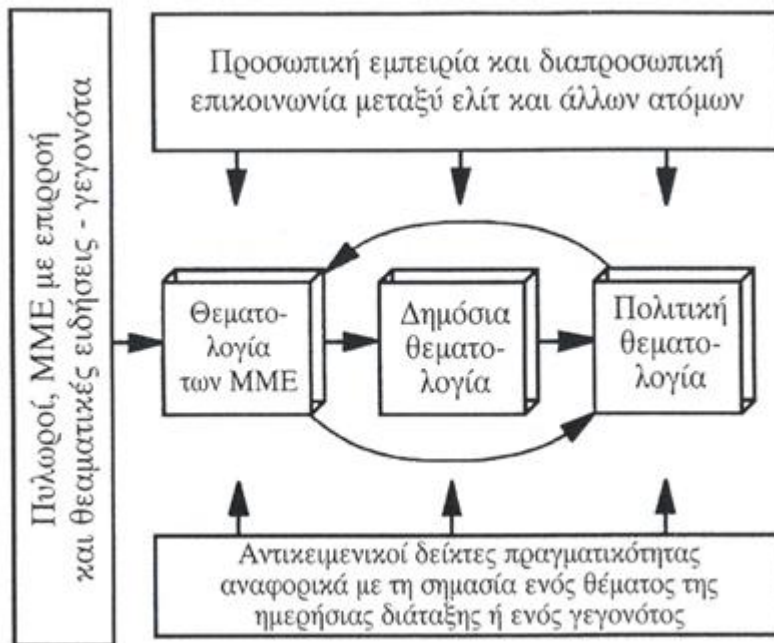 Πυλωροί, ΜΜΕ με επιρροή
και θεαματικές ειδήσεις - γεγονότα
Προσωπική εμπειρία και διαπροσωπική
επικοινωνία μεταξύ ελίτ και άλλων ατόμων
Θεματο-
λογία
των ΜΜΕ
Δημόσια
θεματο-
λογία
Πολιτική
θεματο-
λογία
Αντικειμενικοί δείκτες πραγματικότητας
αναφορικά με τη σημασία ενός θέματος της
ημερήσιας διάταξης ή ενός γεγονότος